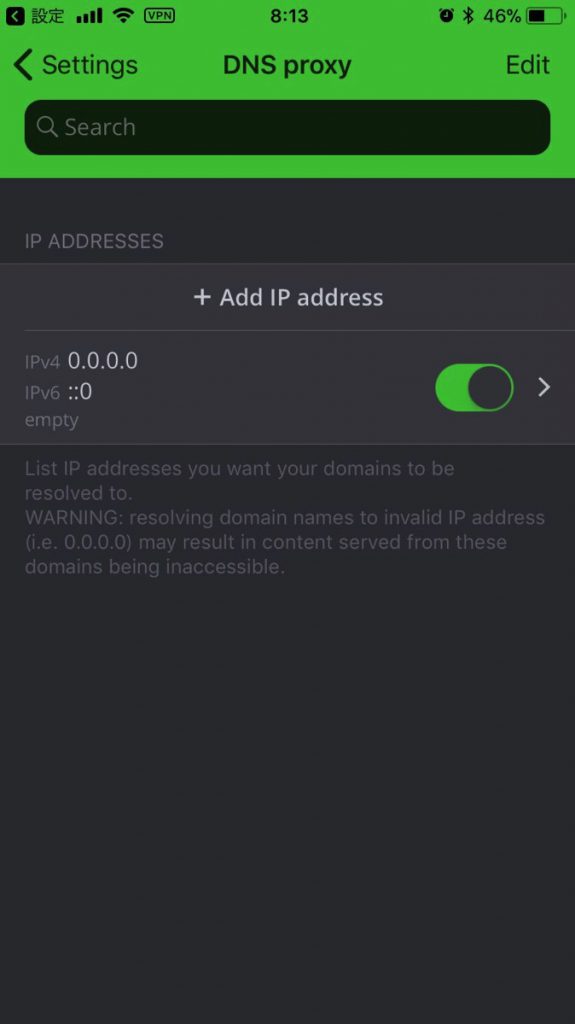 設定 VPN 8:13 46%
Settings DNS proxy Edit
Search
IP ADDRESSES
+ Add IP address
IPv4 0.0.0.0
IPv6 ::0
empty
List IP addresses you want your domains to be
resolved to.
WARNING: resolving domain names to invalid IP address
(i.e. 0.0.0.0) may result in content served from these
domains being inaccessible.